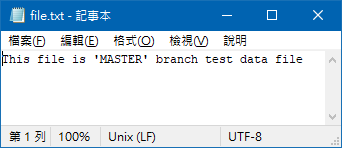 file.txt - 記事本
檔案(F) 編輯(E) 格式(O) 檢視(V) 說明
This file is 'MASTER' branch test data file
第 1 列 100% Unix (LF) UTF-8